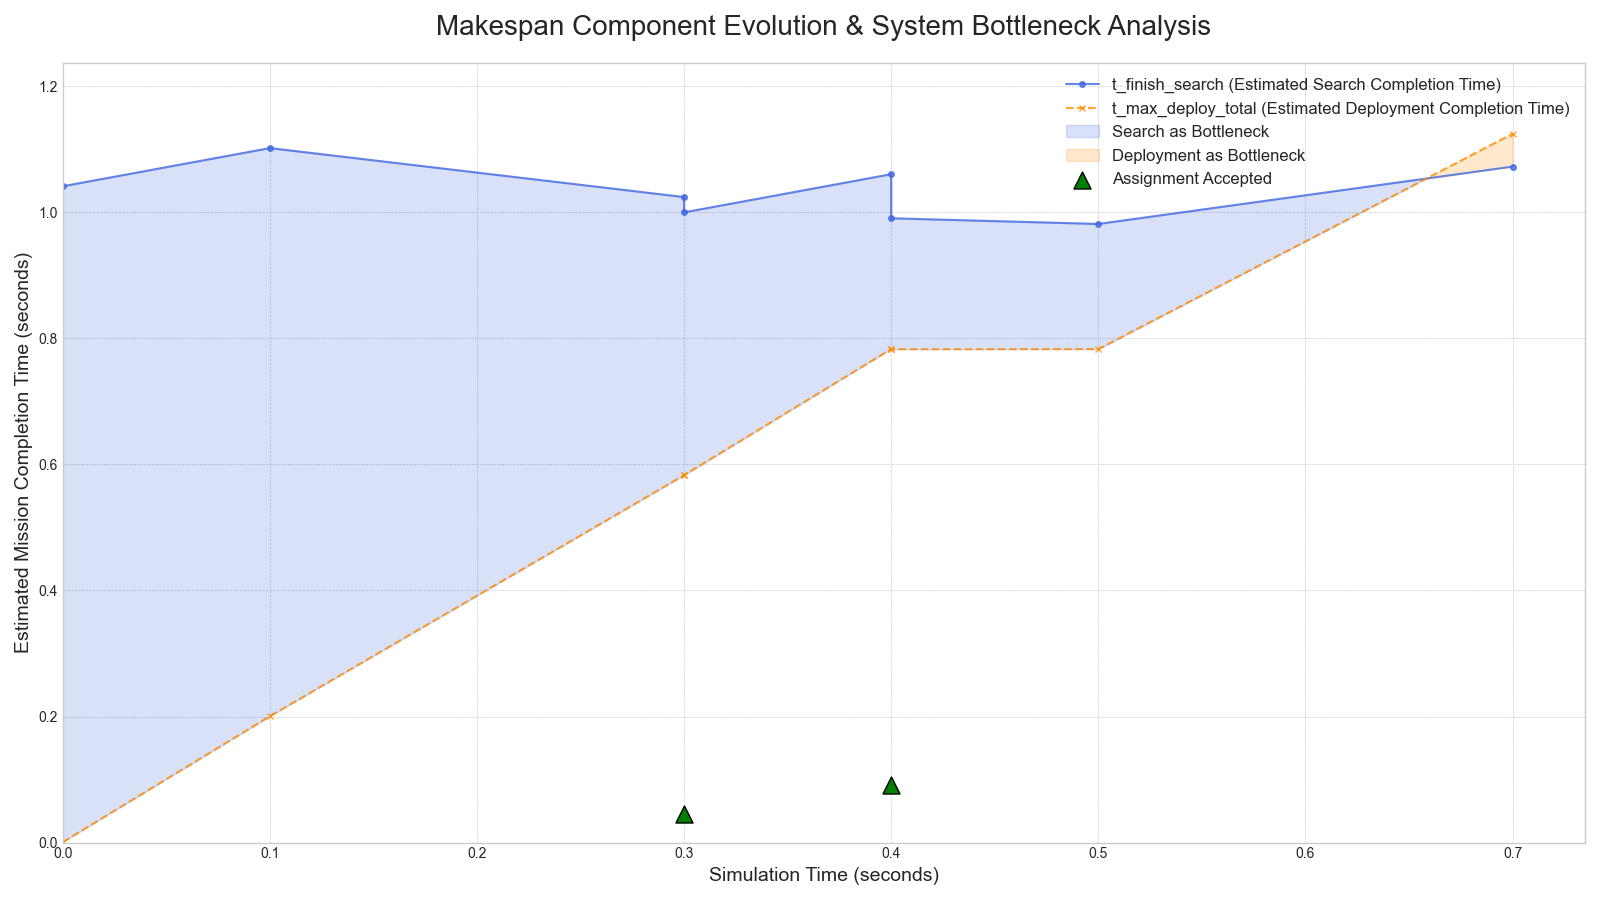 Makespan Component Evolution & System Bottleneck Analysis
t_finish_search (Estimated Search Completion Time)
t_max_deploy_total (Estimated Deployment Completion Time)
Search as Bottleneck
Deployment as Bottleneck
Assignment Accepted
Estimated Mission Completion Time (seconds)
1.2
1.0
0.8
0.6
0.4
0.2
0.0
0.0 0.1 0.2 0.3 0.4 0.5 0.6 0.7
Simulation Time (seconds)